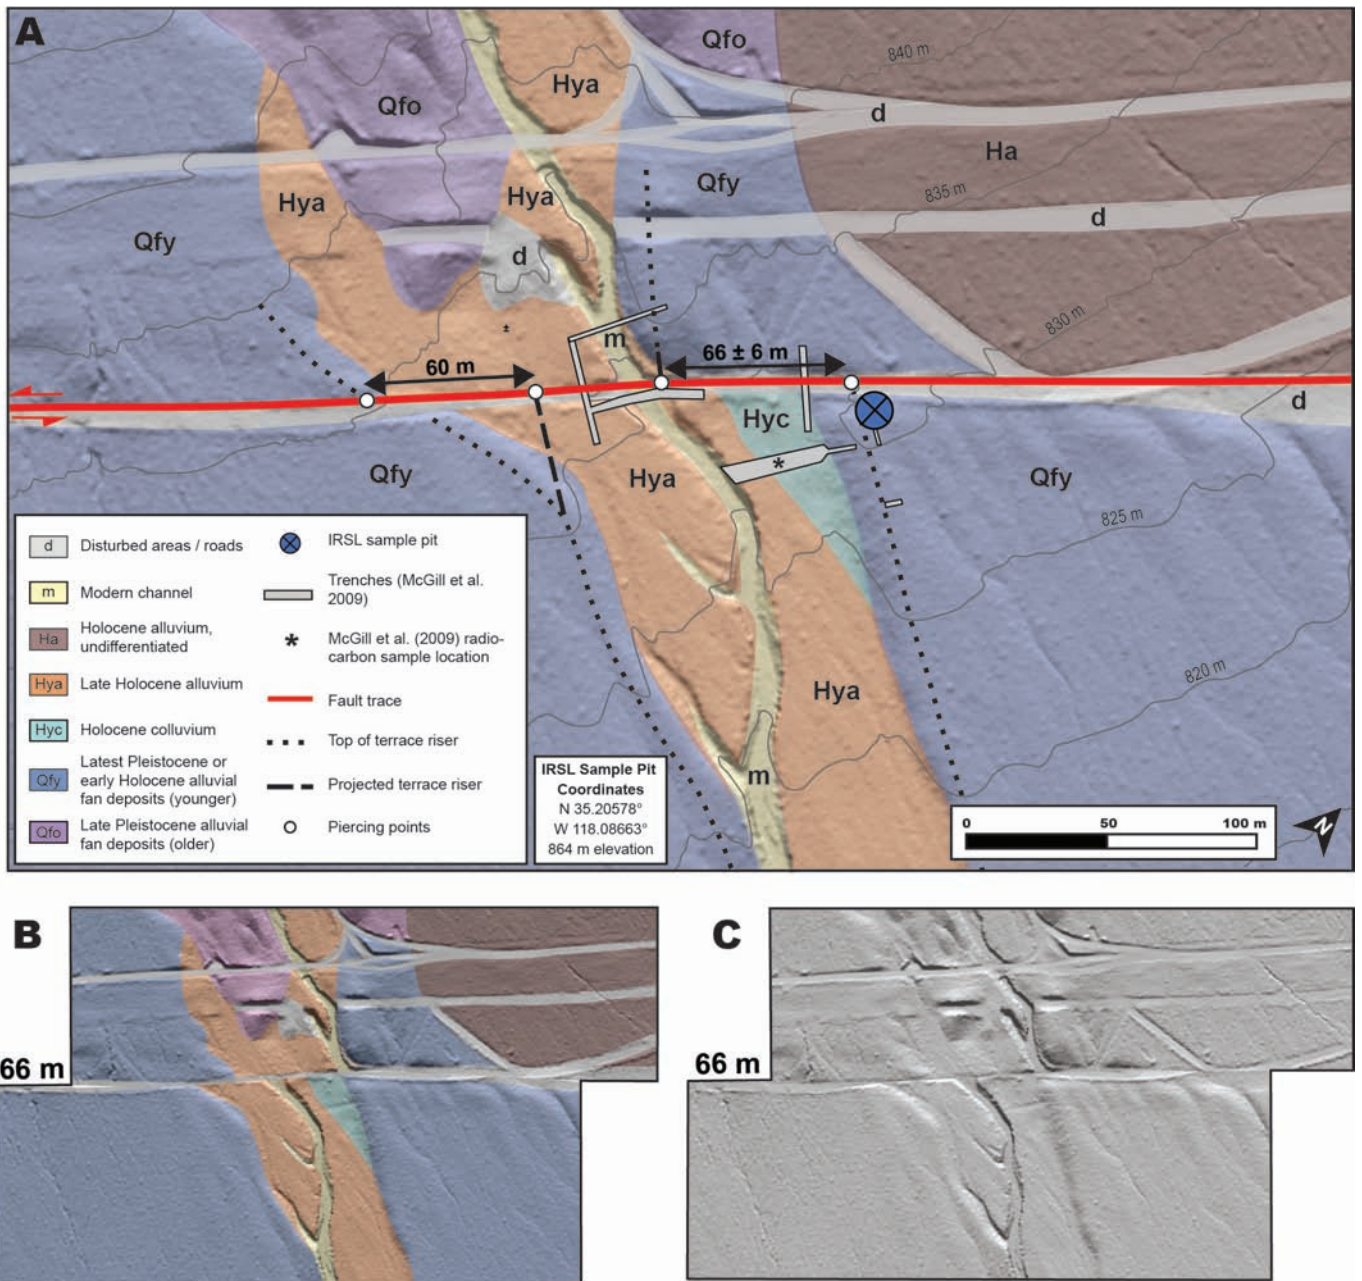 A
Qfo
Hya
Qfo
840 m
d
Ha
Hya
Hya
Qfy
835 m
d
Qfy
d
830 m
m
60 m
66 ± 6 m
d
Hyc
Qfy
Hya
*
Qfy
825 m
820 m
Hya
m
d Disturbed areas / roads
m Modern channel
Ha Holocene alluvium,
undifferentiated
Hya Late Holocene alluvium
Hyc Holocene colluvium
Qfy Latest Pleistocene or
early Holocene alluvial
fan deposits (younger)
Qfo Late Pleistocene alluvial
fan deposits (older)
IRSL sample pit
Trenches (McGill et al.
2009)
* McGill et al. (2009) radio-
carbon sample location
Fault trace
Top of terrace riser
Projected terrace riser
Piercing points
IRSL Sample Pit
Coordinates
N 35.20578°
W 118.08663°
864 m elevation
0 50 100 m
N
B
66 m
C
66 m